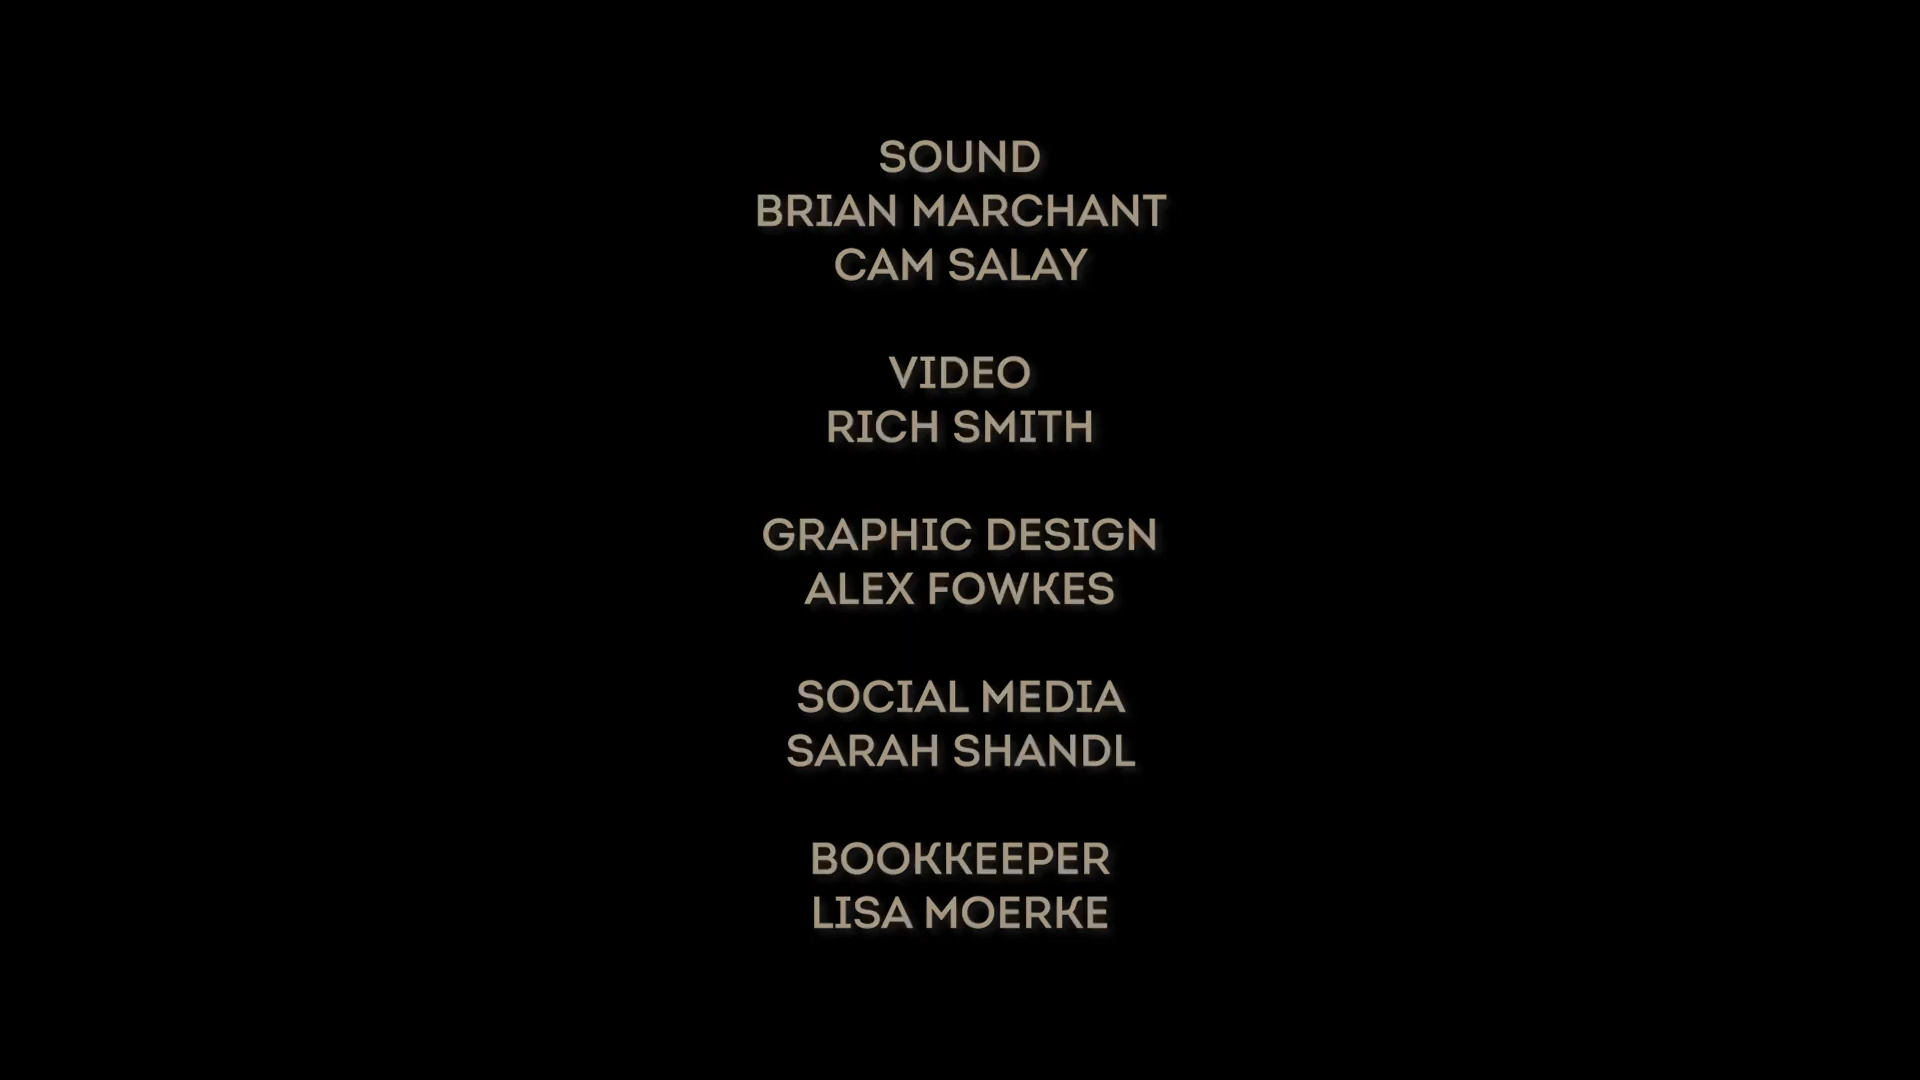 SOUND
BRIAN MARCHANT
CAM SALAY
VIDEO
RICH SMITH
GRAPHIC DESIGN
ALEX FOWKES
SOCIAL MEDIA
SARAH SHANDL
BOOKKEEPER
LISA MOERKE